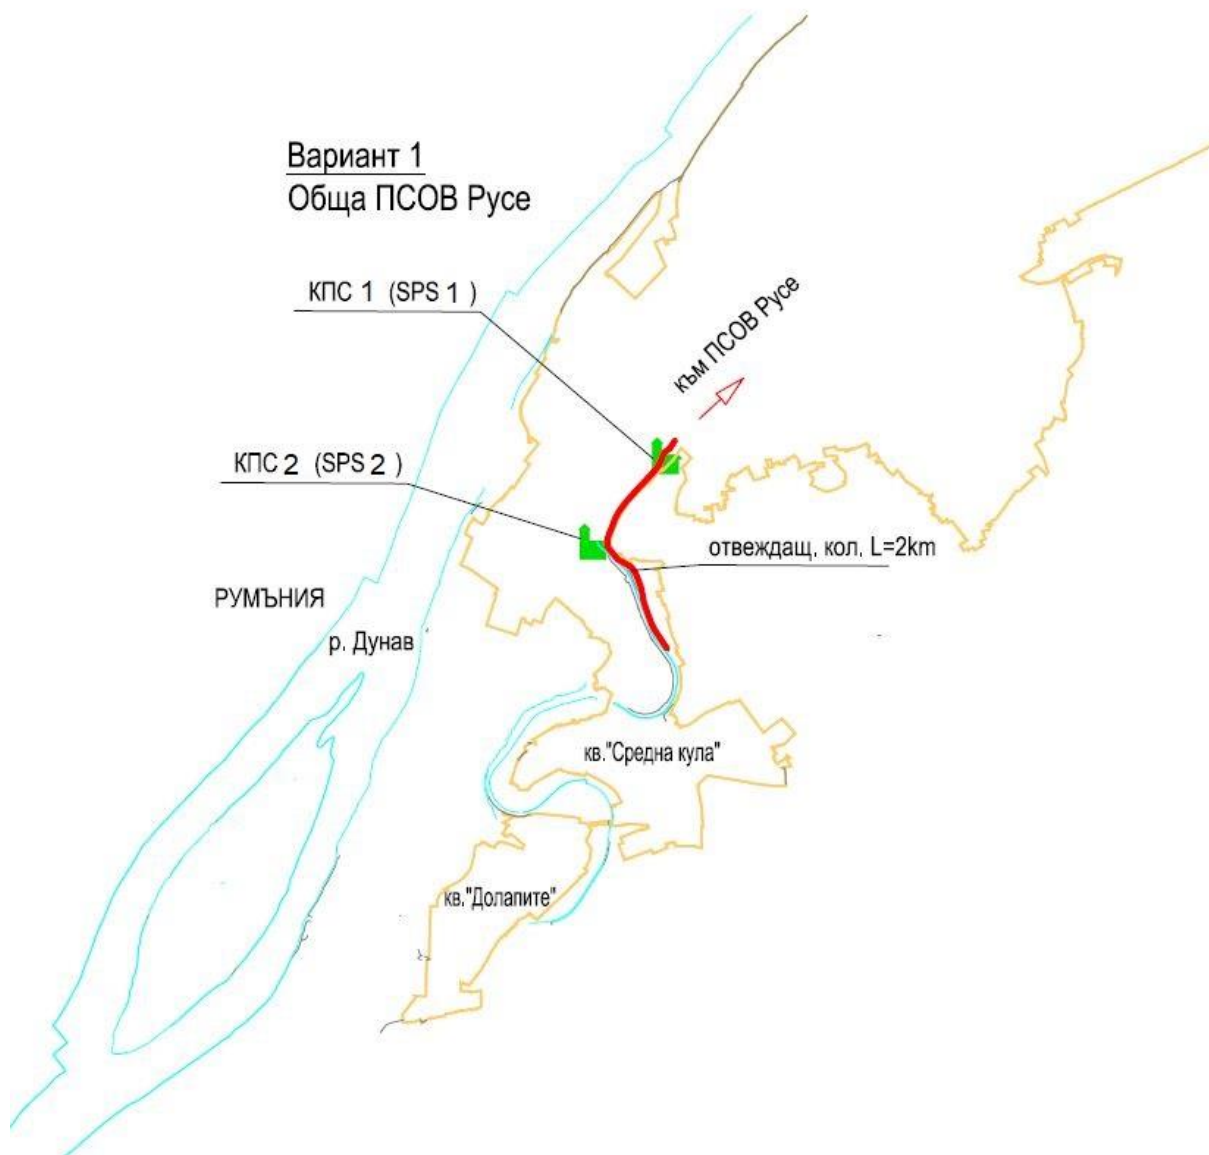 Вариант 1
Обща ПСОВ Русе
КПС 1 (SPS 1 )
към ПСОВ Русе
КПС 2 (SPS 2 )
отвеждащ. кол. L=2km
РУМЪНИЯ
р. Дунав
кв."Средна кула"
кв."Долапите"